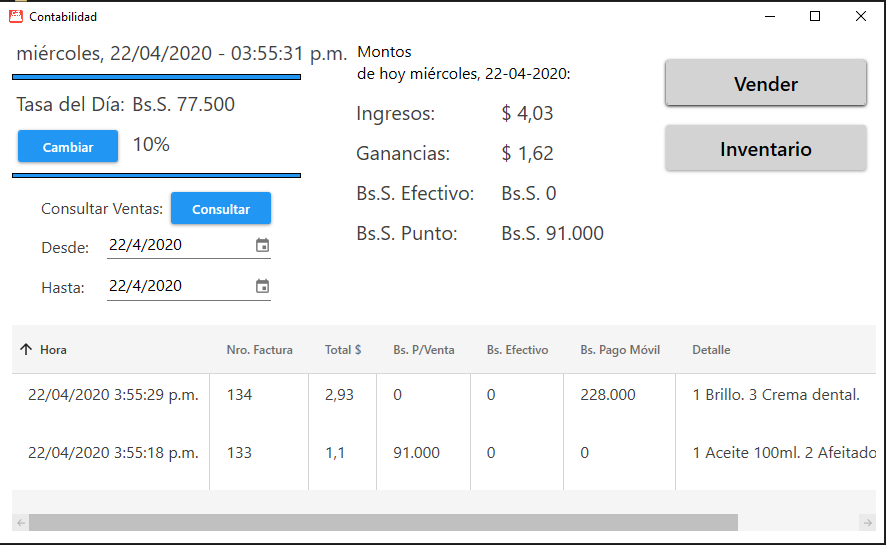 Contabilidad
miércoles, 22/04/2020 - 03:55:31 p.m.
Tasa del Día: Bs.S. 77.500
Cambiar 10%
Consultar Ventas: Consultar
Desde: 22/4/2020
Hasta: 22/4/2020
Montos
de hoy miércoles, 22-04-2020:
Ingresos: $ 4,03
Ganancias: $ 1,62
Bs.S. Efectivo: Bs.S. 0
Bs.S. Punto: Bs.S. 91.000
Vender
Inventario
Hora Nro. Factura Total $ Bs. P/Venta Bs. Efectivo Bs. Pago Móvil Detalle
22/04/2020 3:55:29 p.m. 134 2,93 0 0 228.000 1 Brillo. 3 Crema dental.
22/04/2020 3:55:18 p.m. 133 1,1 91.000 0 0 1 Aceite 100ml. 2 Afeitado